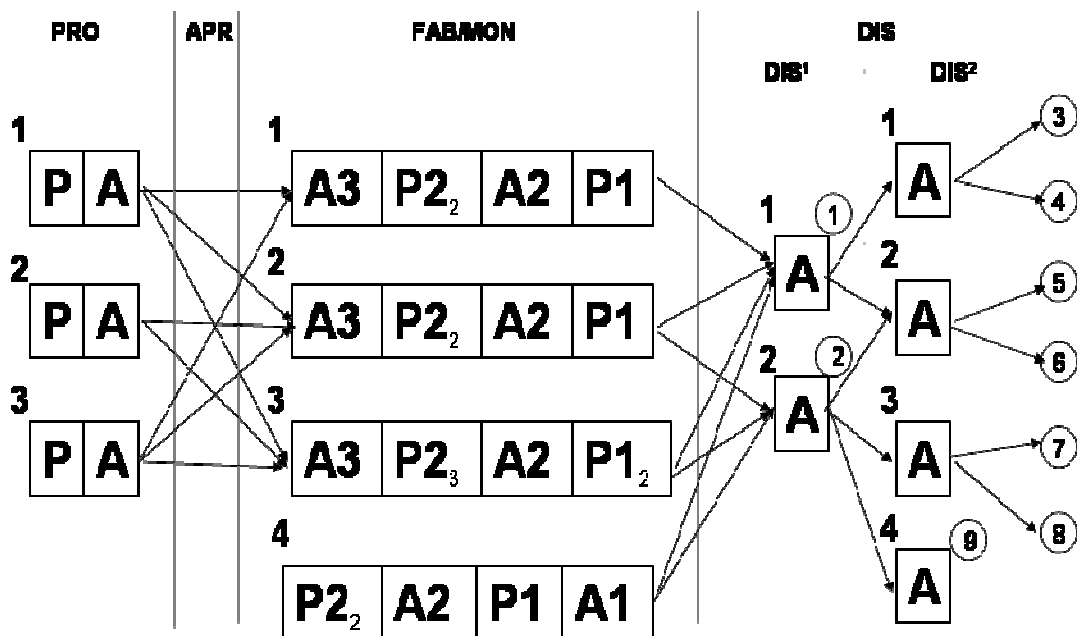 PRO APR FAB/MON DIS
DIS¹ DIS²
1 P A
2 P A
3 P A
1 A3 P2₂ A2 P1
2 A3 P2₂ A2 P1
3 A3 P2₃ A2 P1₂
4 P2₂ A2 P1 A1
1 A 1
2 A 2
1 A
2 A
3 A
4 A 9
3
4
5
6
7
8